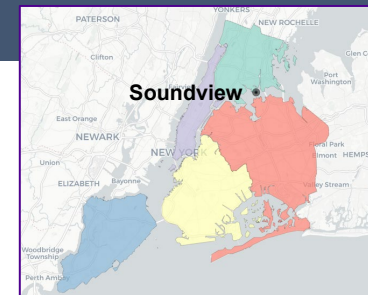 YONKERS
PATERSON
NEW ROCHELLE
Clifton
Glen C
Port
Washington
Soundview
East Orange
NEWARK
NEW YORK
Floral Park
Elmont HEMPS
Union
ELIZABETH
Bayonne
Valley Stream
Woodbridge
Township
Perth Amboy